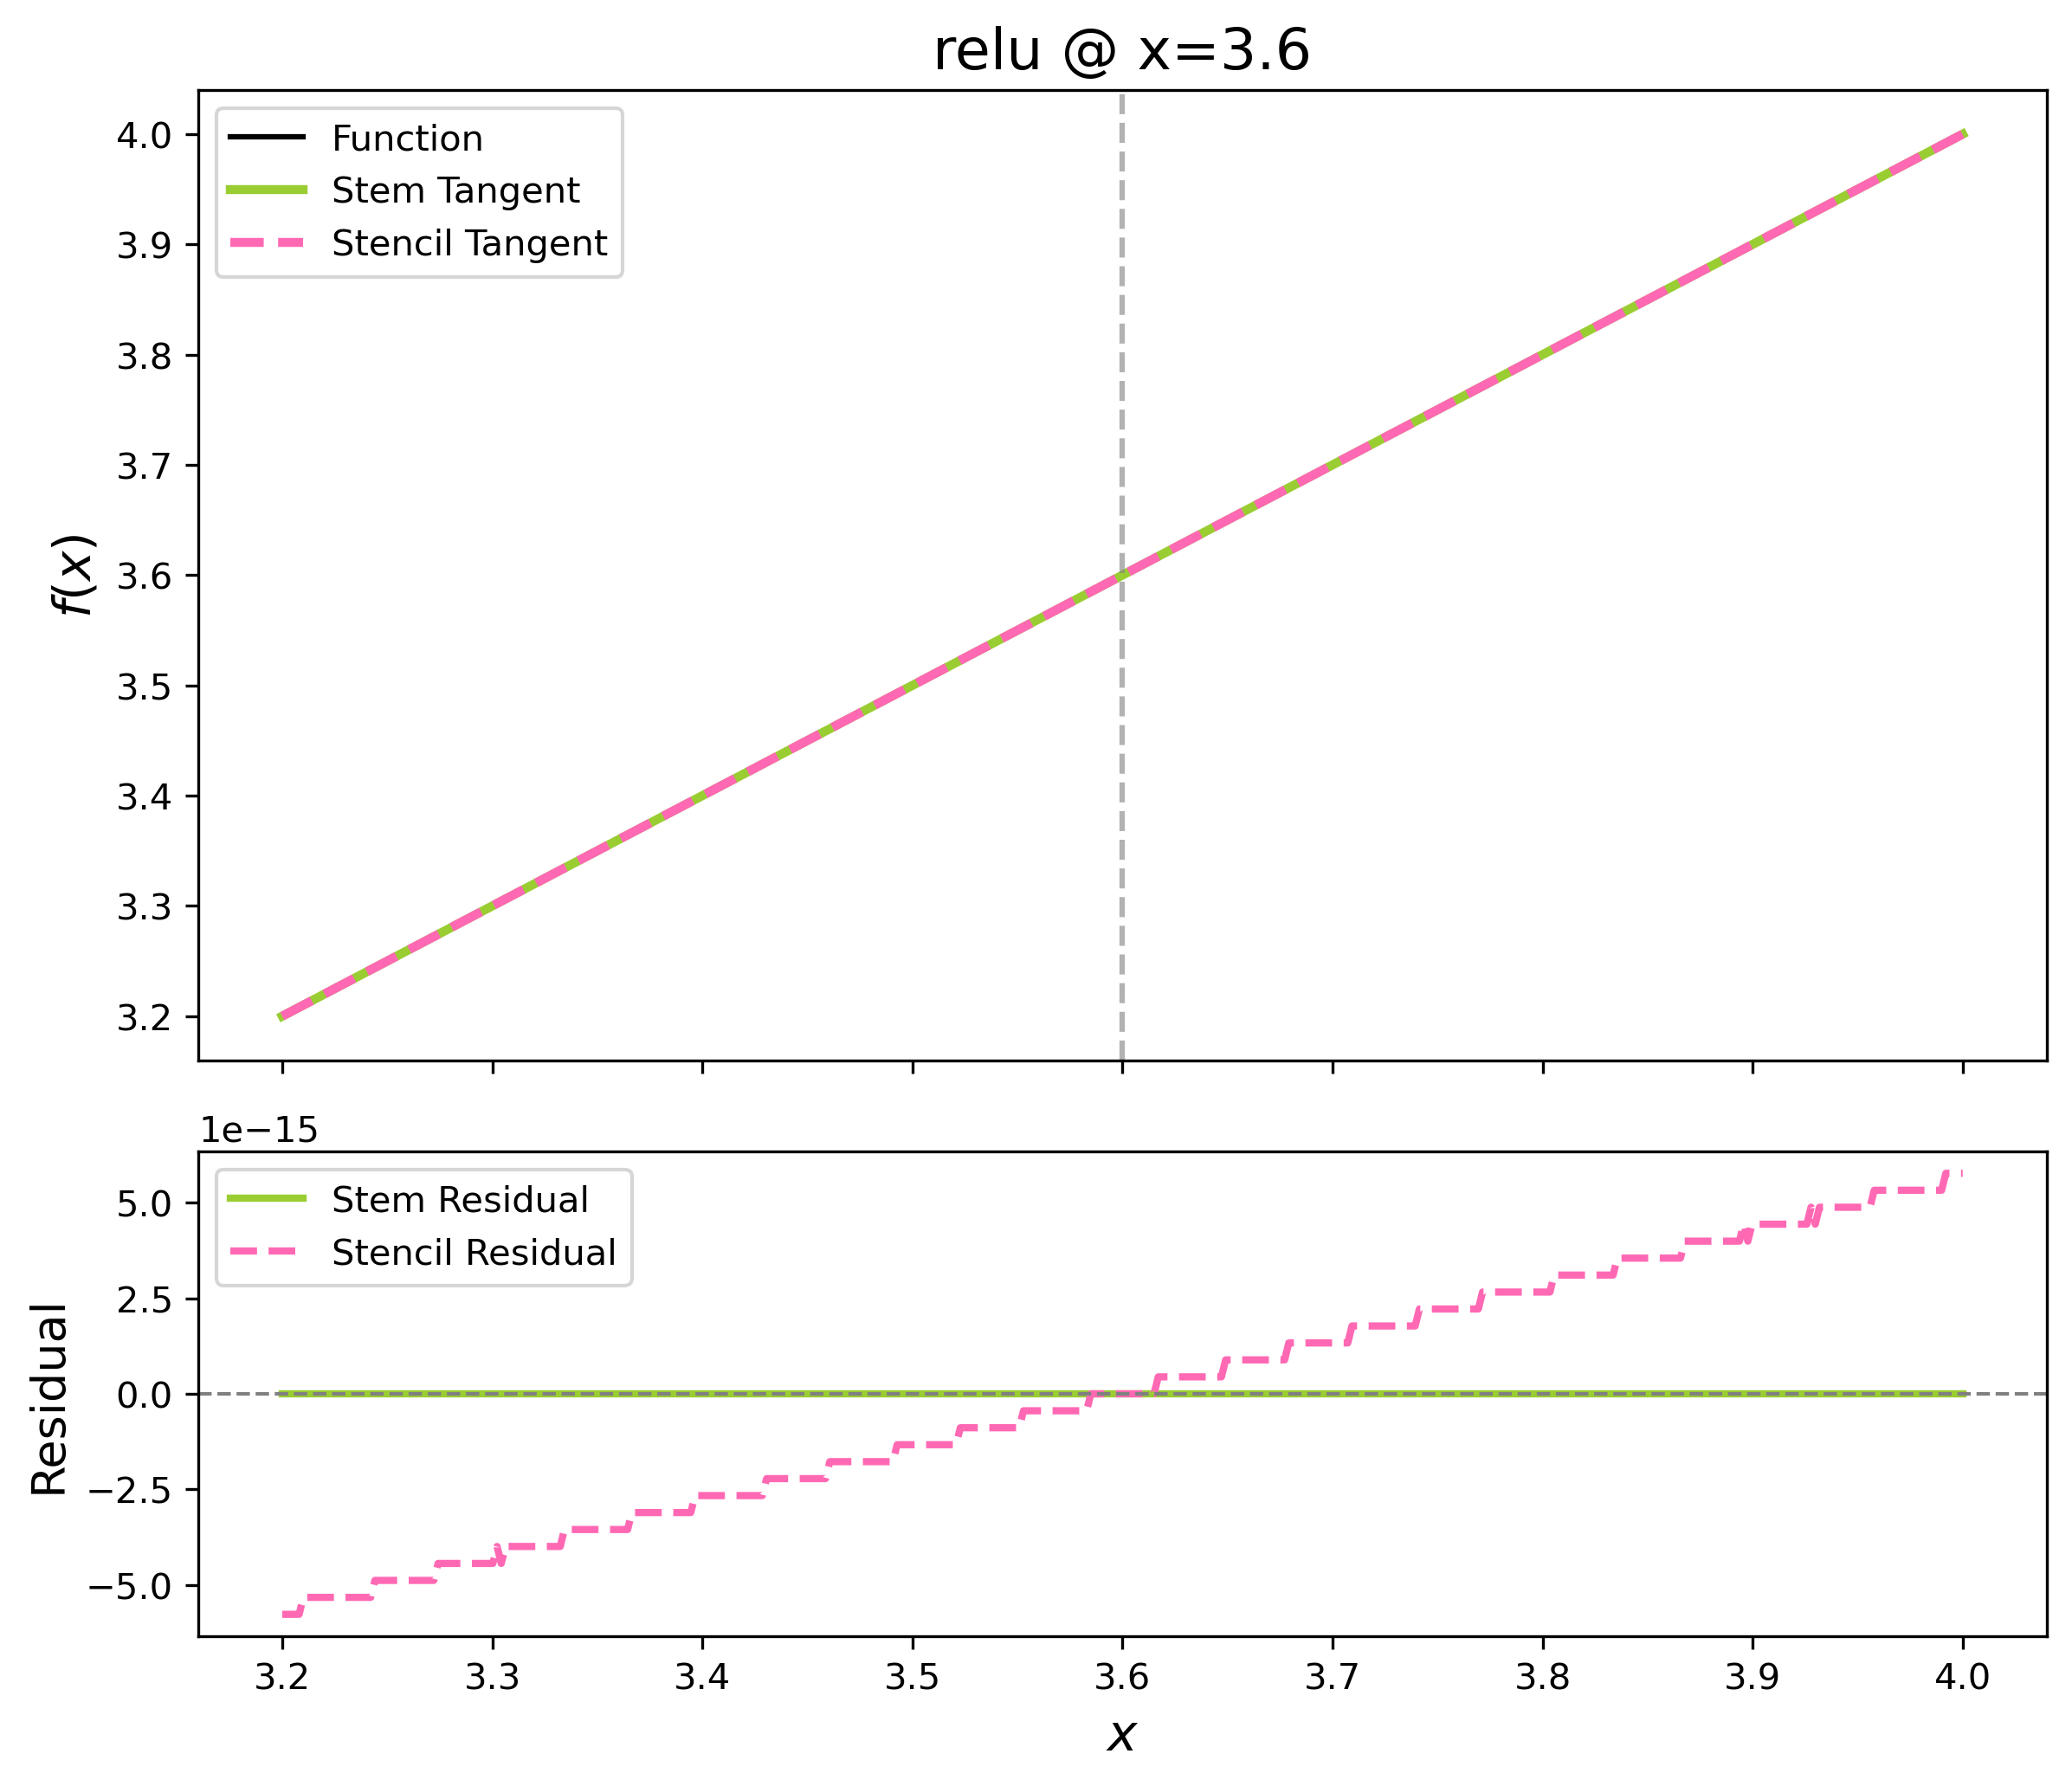 relu @ x=3.6
Function
Stem Tangent
Stencil Tangent
4.0
3.9
3.8
3.7
3.6
3.5
3.4
3.3
3.2
f(x)
1e−15
Stem Residual
Stencil Residual
5.0
2.5
0.0
−2.5
−5.0
Residual
3.2 3.3 3.4 3.5 3.6 3.7 3.8 3.9 4.0
x